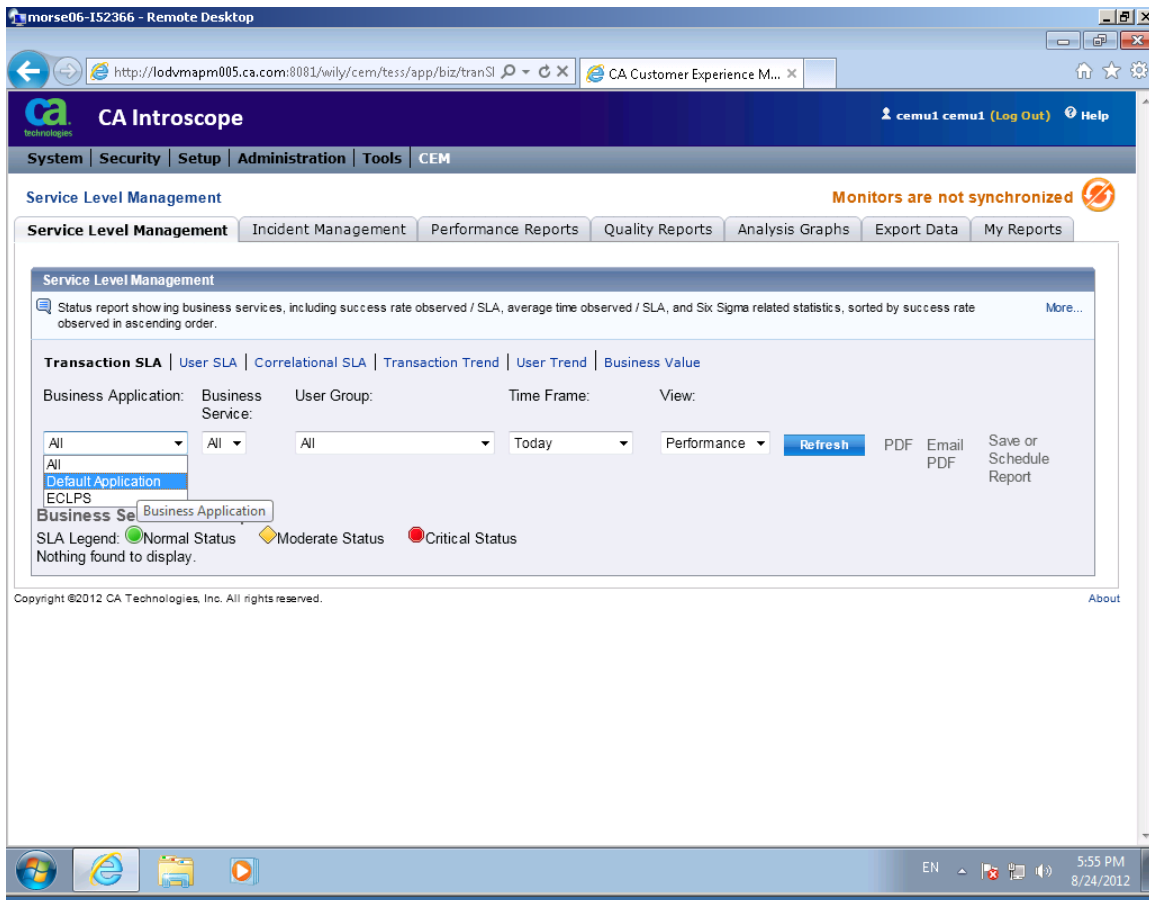 morse06-I52366 - Remote Desktop
http://lodvmapm005.ca.com:8081/wily/cem/tess/app/biz/tranSl
CA Customer Experience M...
ca technologies
CA Introscope
cemu1 cemu1 (Log Out) Help
System | Security | Setup | Administration | Tools | CEM
Service Level Management
Monitors are not synchronized
Service Level Management Incident Management Performance Reports Quality Reports Analysis Graphs Export Data My Reports
Service Level Management
Status report showing business services, including success rate observed / SLA, average time observed / SLA, and Six Sigma related statistics, sorted by success rate More...
observed in ascending order.
Transaction SLA | User SLA | Correlational SLA | Transaction Trend | User Trend | Business Value
Business Application: Business Service: User Group: Time Frame: View:
All All All Today Performance Refresh PDF Email PDF Save or Schedule Report
All
Default Application
ECLPS
Business Application
Business Se
SLA Legend: Normal Status Moderate Status Critical Status
Nothing found to display.
Copyright ©2012 CA Technologies, Inc. All rights reserved. About
EN
5:55 PM
8/24/2012